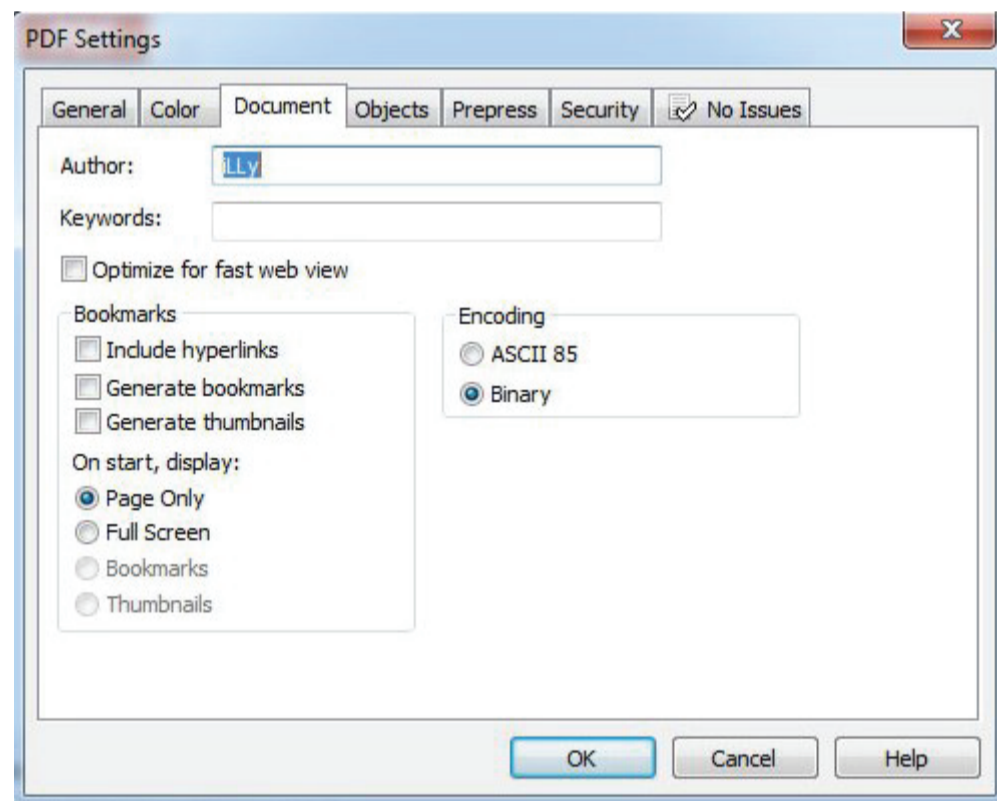 PDF Settings
General Color Document Objects Prepress Security No Issues
Author: iLLy
Keywords:
Optimize for fast web view
Bookmarks
Include hyperlinks
Generate bookmarks
Generate thumbnails
On start, display:
Page Only
Full Screen
Bookmarks
Thumbnails
Encoding
ASCII 85
Binary
OK Cancel Help